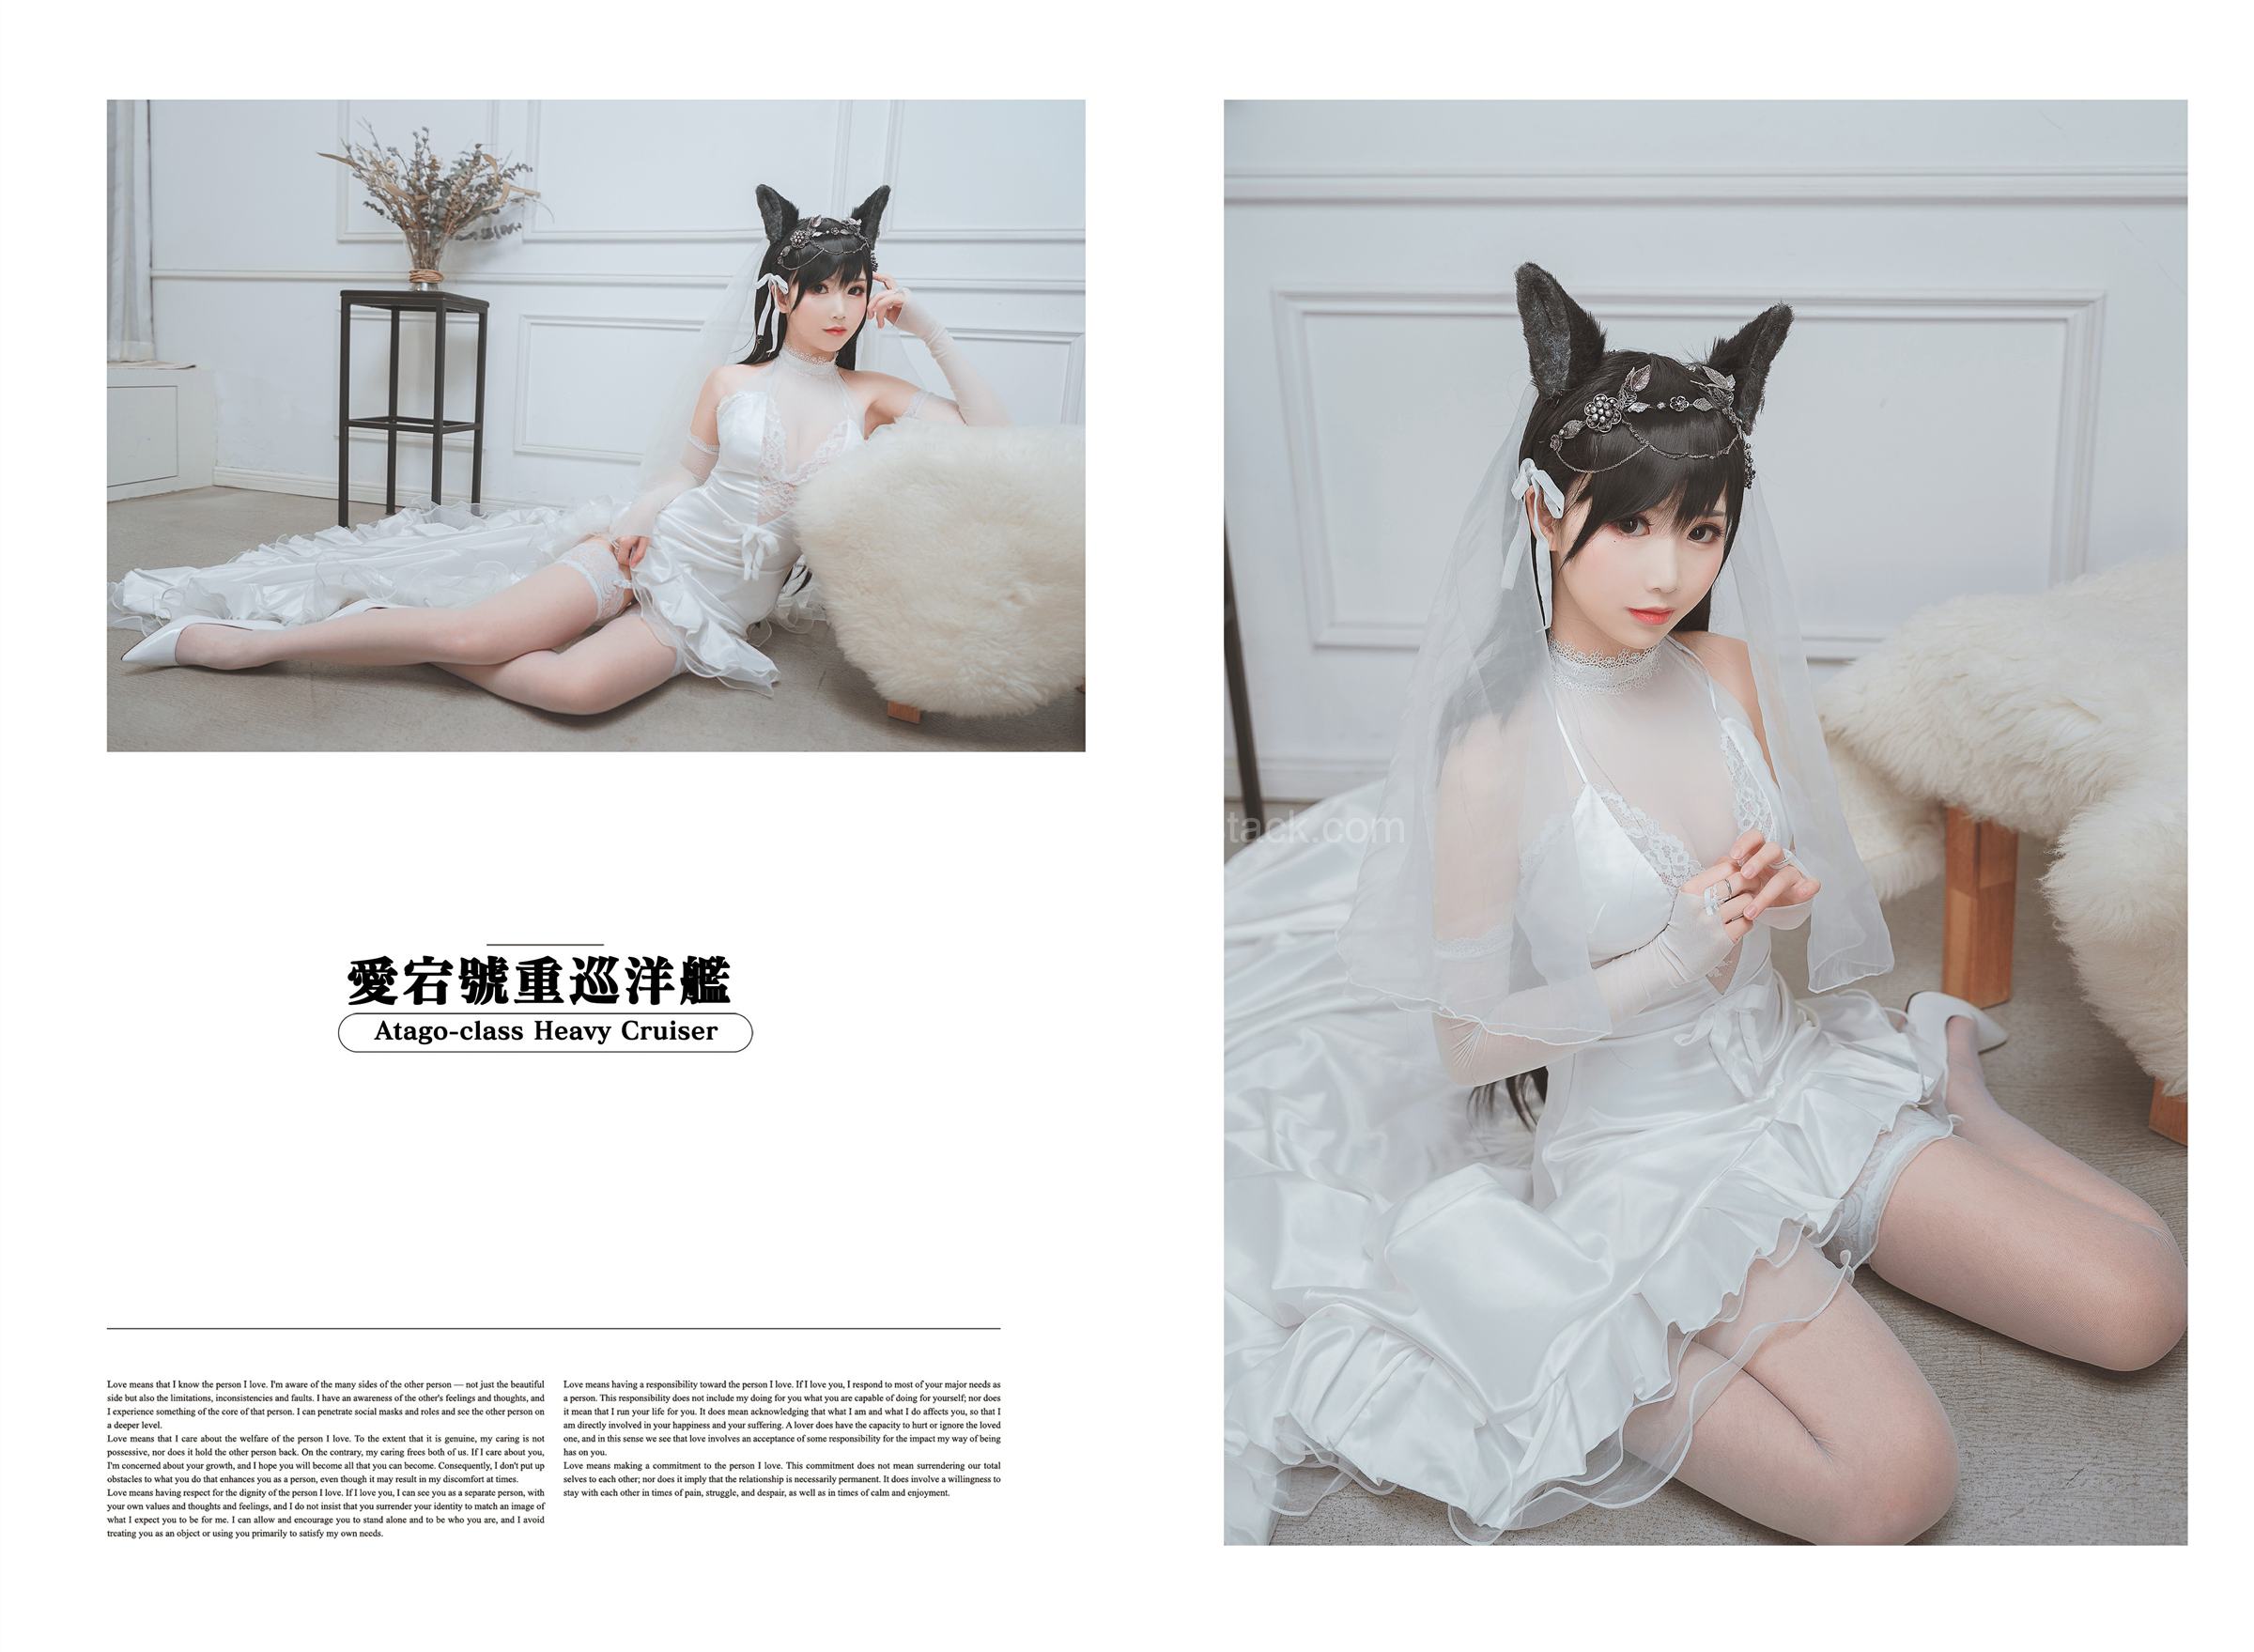 愛宕號重巡洋艦
Atago-class Heavy Cruiser
Love means that I know the person I love. I'm aware of the many sides of the other person — not just the beautiful
side but also the limitations, inconsistencies and faults. I have an awareness of the other's feelings and thoughts, and
I experience something of the core of that person. I can penetrate social masks and roles and see the other person on
a deeper level.
Love means that I care about the welfare of the person I love. To the extent that it is genuine, my caring is not
possessive, nor does it hold the other person back. On the contrary, my caring frees both of us. If I care about you,
I'm concerned about your growth, and I hope you will become all that you can become. Consequently, I don't put up
obstacles to what you do that enhances you as a person, even though it may result in my discomfort at times.
Love means having respect for the dignity of the person I love. If I love you, I can see you as a separate person, with
your own values and thoughts and feelings, and I do not insist that you surrender your identity to match an image of
what I expect you to be for me. I can allow and encourage you to stand alone and to be who you are, and I avoid
treating you as an object or using you primarily to satisfy my own needs.
Love means having a responsibility toward the person I love. If I love you, I respond to most of your major needs as
a person. This responsibility does not include my doing for you what you are capable of doing for yourself; nor does
it mean that I run your life for you. It does mean acknowledging that what I am and what I do affects you, so that I
am directly involved in your happiness and your suffering. A lover does have the capacity to hurt or ignore the loved
one, and in this sense we see that love involves an acceptance of some responsibility for the impact my way of being
has on you.
Love means making a commitment to the person I love. This commitment does not mean surrendering our total
selves to each other; nor does it imply that the relationship is necessarily permanent. It does involve a willingness to
stay with each other in times of pain, struggle, and despair, as well as in times of calm and enjoyment.
tack.com